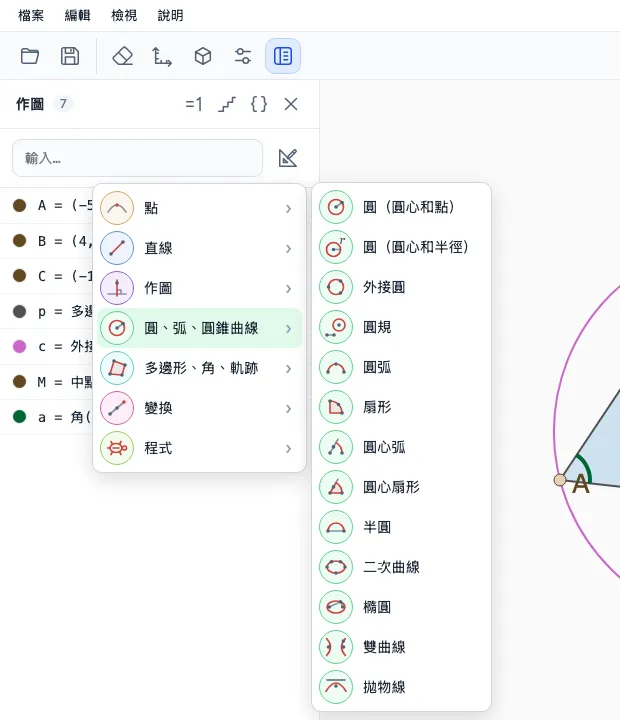 檔案 編輯 檢視 說明
作圖 7 =1 {}
輸入…
A = (−5
B = (4,
C = (−1
p = 多邊
c = 外接
M = 中點
a = 角(
點
直線
作圖
圓、弧、圓錐曲線
多邊形、角、軌跡
變換
程式
圓（圓心和點）
圓（圓心和半徑）
外接圓
圓規
圓弧
扇形
圓心弧
圓心扇形
半圓
二次曲線
橢圓
雙曲線
拋物線
A